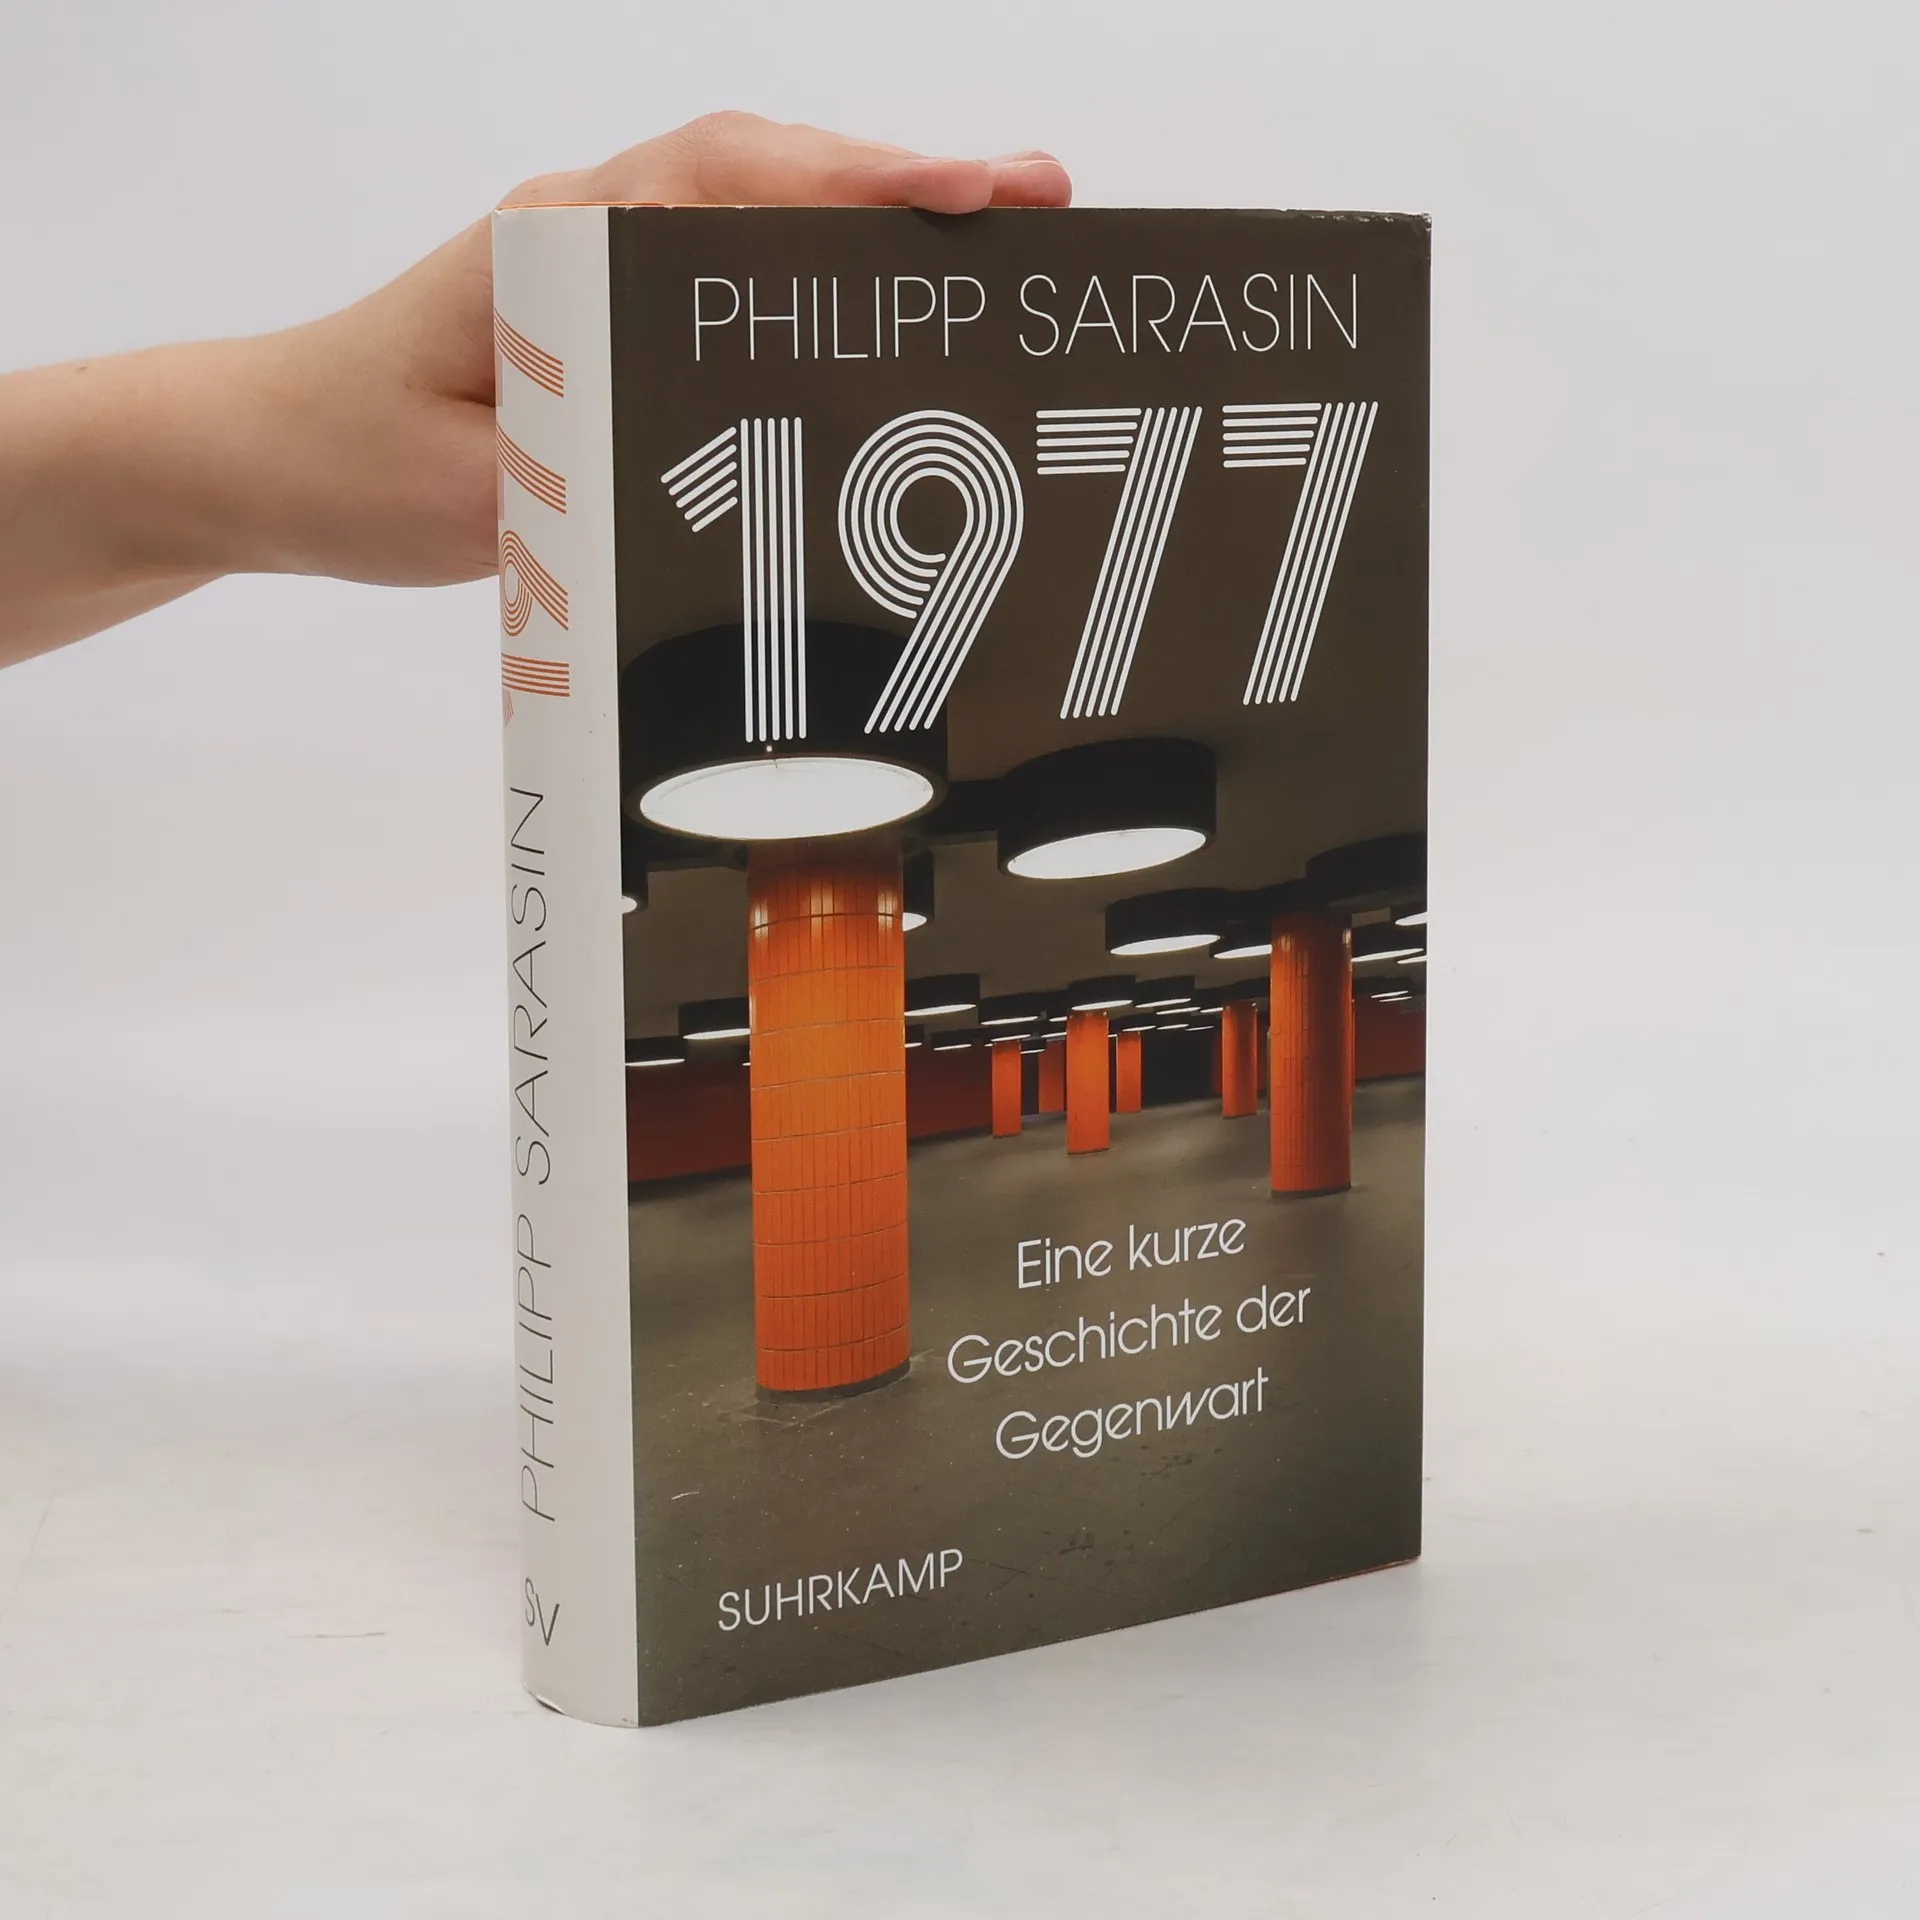 PHILIPP SARASIN
1977
Eine kurze
Geschichte der
Gegenwart
SUHRKAMP
PHILIPP SARASIN 1977
SV